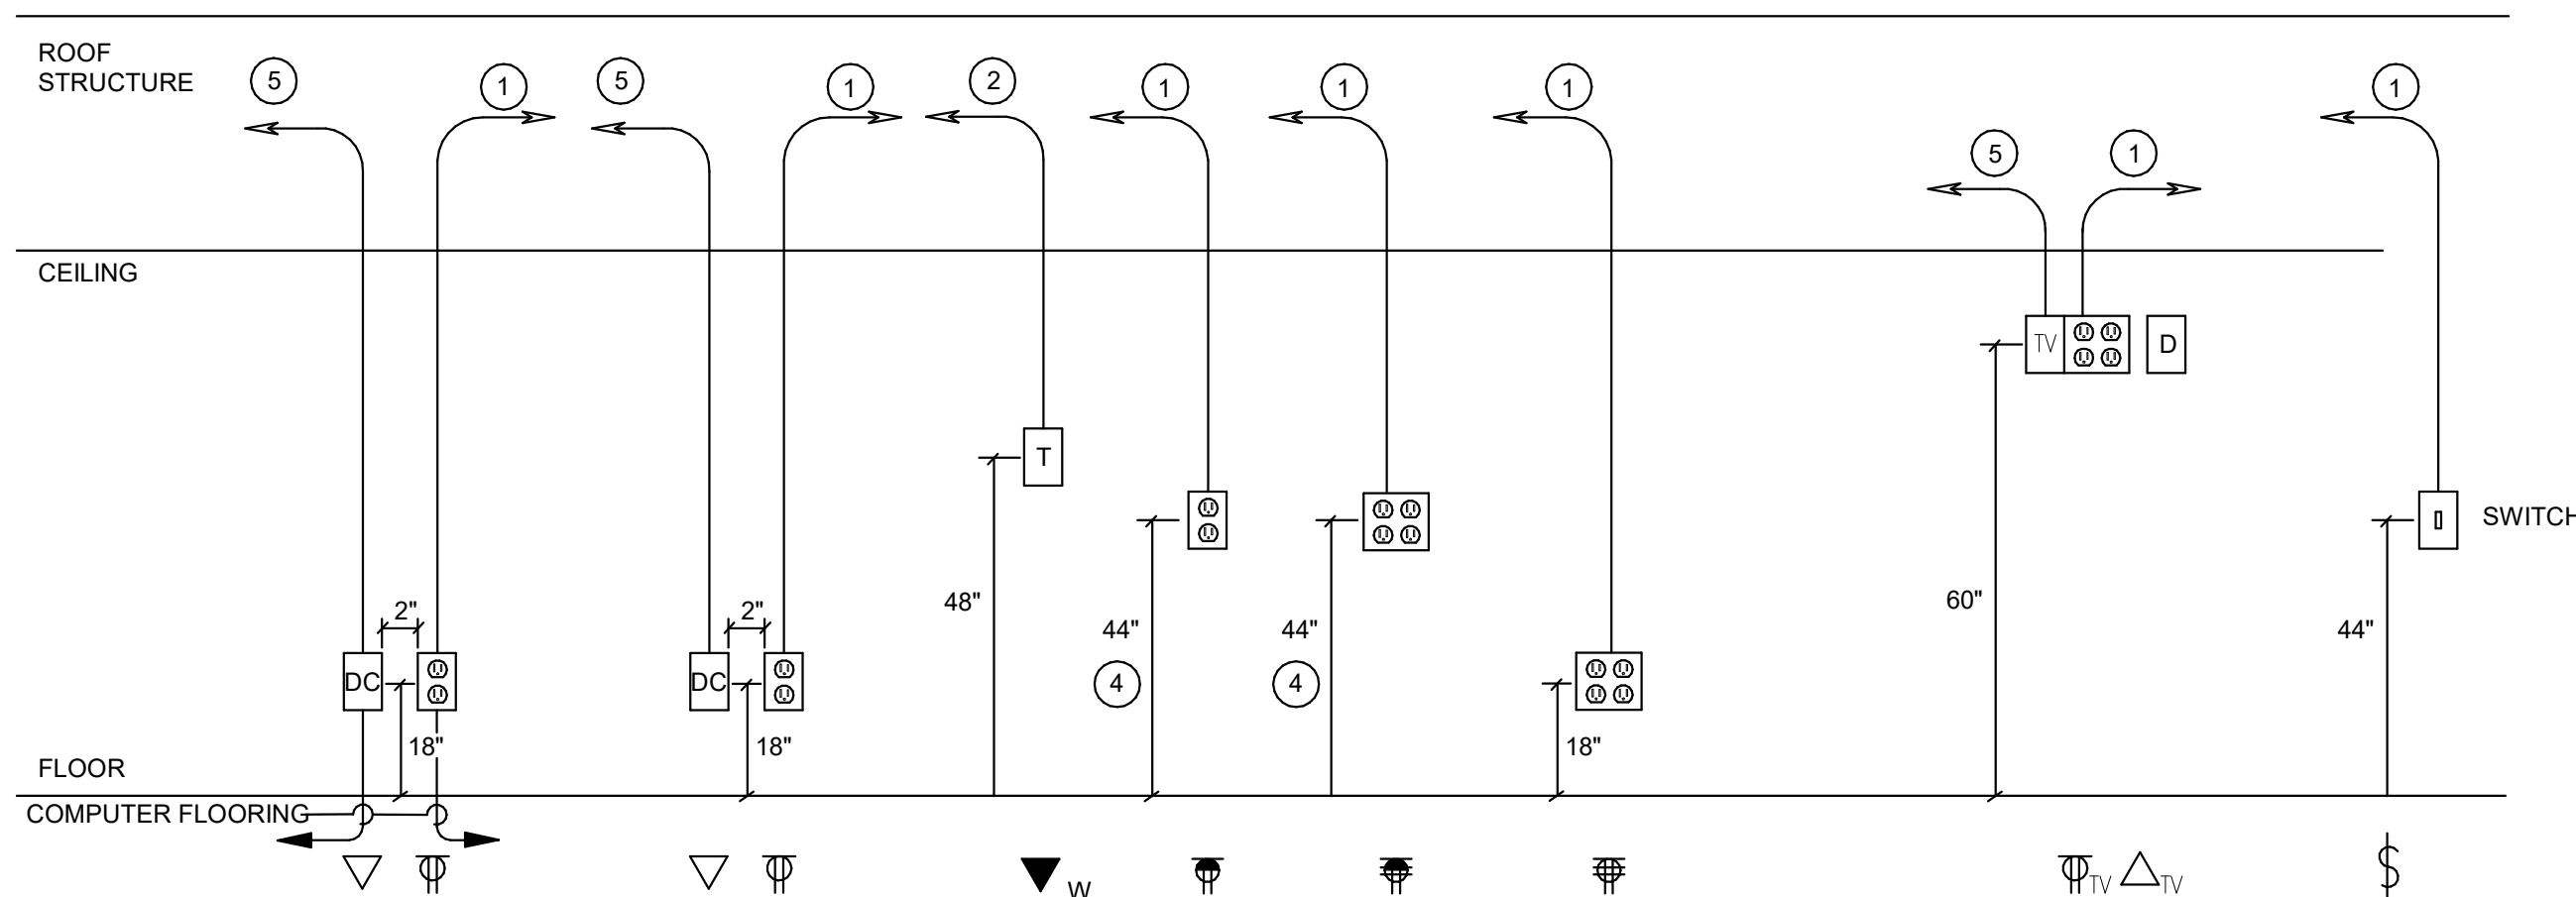 ROOF
STRUCTURE
5
1
5
1
2
1
1
1
5
1
1
CEILING
TV
D
T
SWITCH
48"
60"
2"
2"
44"
44"
44"
DC
DC
4
4
18"
18"
18"
FLOOR
COMPUTER FLOORING
W
TV
TV
$